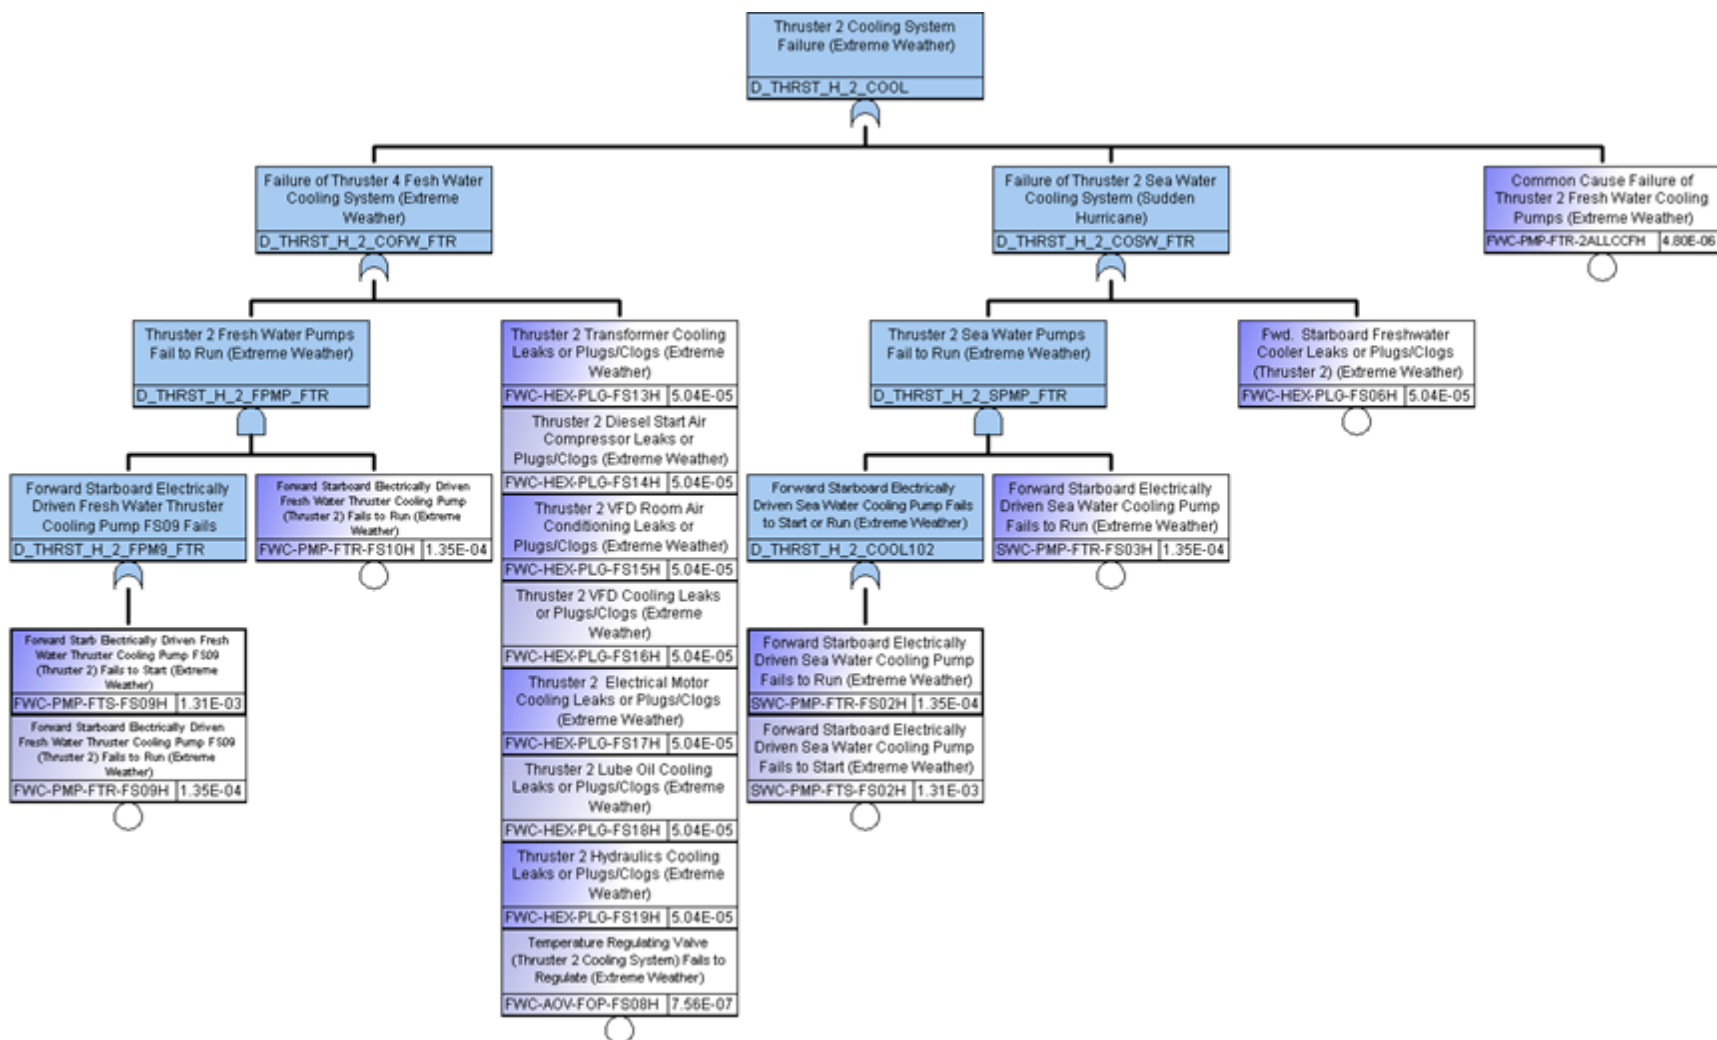 Thruster 2 Cooling System
Failure (Extreme Weather)
D_THRST_H_2_COOL
Failure of Thruster 4 Fesh Water
Cooling System (Extreme
Weather)
D_THRST_H_2_COFW_FTR
Failure of Thruster 2 Sea Water
Cooling System (Sudden
Hurricane)
D_THRST_H_2_COSW_FTR
Common Cause Failure of
Thruster 2 Fresh Water Cooling
Pumps (Extreme Weather)
FWC-PMP-FTR-2ALLCCFH 4.80E-06
Thruster 2 Fresh Water Pumps
Fail to Run (Extreme Weather)
D_THRST_H_2_FPMP_FTR
Thruster 2 Transformer Cooling
Leaks or Plugs/Clogs (Extreme
Weather)
FWC-HEX-PLG-FS13H 5.04E-05
Thruster 2 Diesel Start Air
Compressor Leaks or
Plugs/Clogs (Extreme Weather)
FWC-HEX-PLG-FS14H 5.04E-05
Thruster 2 VFD Room Air
Conditioning Leaks or
Plugs/Clogs (Extreme Weather)
FWC-HEX-PLG-FS15H 5.04E-05
Thruster 2 VFD Cooling Leaks
or Plugs/Clogs (Extreme
Weather)
FWC-HEX-PLG-FS16H 5.04E-05
Thruster 2 Electrical Motor
Cooling Leaks or Plugs/Clogs
(Extreme Weather)
FWC-HEX-PLG-FS17H 5.04E-05
Thruster 2 Lube Oil Cooling
Leaks or Plugs/Clogs (Extreme
Weather)
FWC-HEX-PLG-FS18H 5.04E-05
Thruster 2 Hydraulics Cooling
Leaks or Plugs/Clogs (Extreme
Weather)
FWC-HEX-PLG-FS19H 5.04E-05
Temperature Regulating Valve
(Thruster 2 Cooling System) Fails to
Regulate (Extreme Weather)
FWC-AOV-FOP-FS08H 7.56E-07
Thruster 2 Sea Water Pumps
Fail to Run (Extreme Weather)
D_THRST_H_2_SPMP_FTR
Fwd. Starboard Freshwater
Cooler Leaks or Plugs/Clogs
(Thruster 2) (Extreme Weather)
FWC-HEX-PLG-FS06H 5.04E-05
Forward Starboard Electrically
Driven Fresh Water Thruster
Cooling Pump FS09 Fails
D_THRST_H_2_FPM9_FTR
Forward Starboard Electrically Driven
Fresh Water Thruster Cooling Pump
(Thruster 2) Fails to Run (Extreme
Weather)
FWC-PMP-FTR-FS10H 1.35E-04
Forward Starboard Electrically
Driven Sea Water Cooling Pump Fails
to Start or Run (Extreme Weather)
D_THRST_H_2_COOL102
Forward Starboard Electrically
Driven Sea Water Cooling Pump
Fails to Run (Extreme Weather)
SWC-PMP-FTR-FS03H 1.35E-04
Forward Starb Electrically Driven Fresh
Water Thruster Cooling Pump FS09
(Thruster 2) Fails to Start (Extreme
Weather)
FWC-PMP-FTS-FS09H 1.31E-03
Forward Starboard Electrically Driven
Fresh Water Thruster Cooling Pump FS09
(Thruster 2) Fails to Run (Extreme
Weather)
FWC-PMP-FTR-FS09H 1.35E-04
Forward Starboard Electrically
Driven Sea Water Cooling Pump
Fails to Run (Extreme Weather)
SWC-PMP-FTR-FS02H 1.35E-04
Forward Starboard Electrically
Driven Sea Water Cooling Pump
Fails to Start (Extreme Weather)
SWC-PMP-FTS-FS02H 1.31E-03